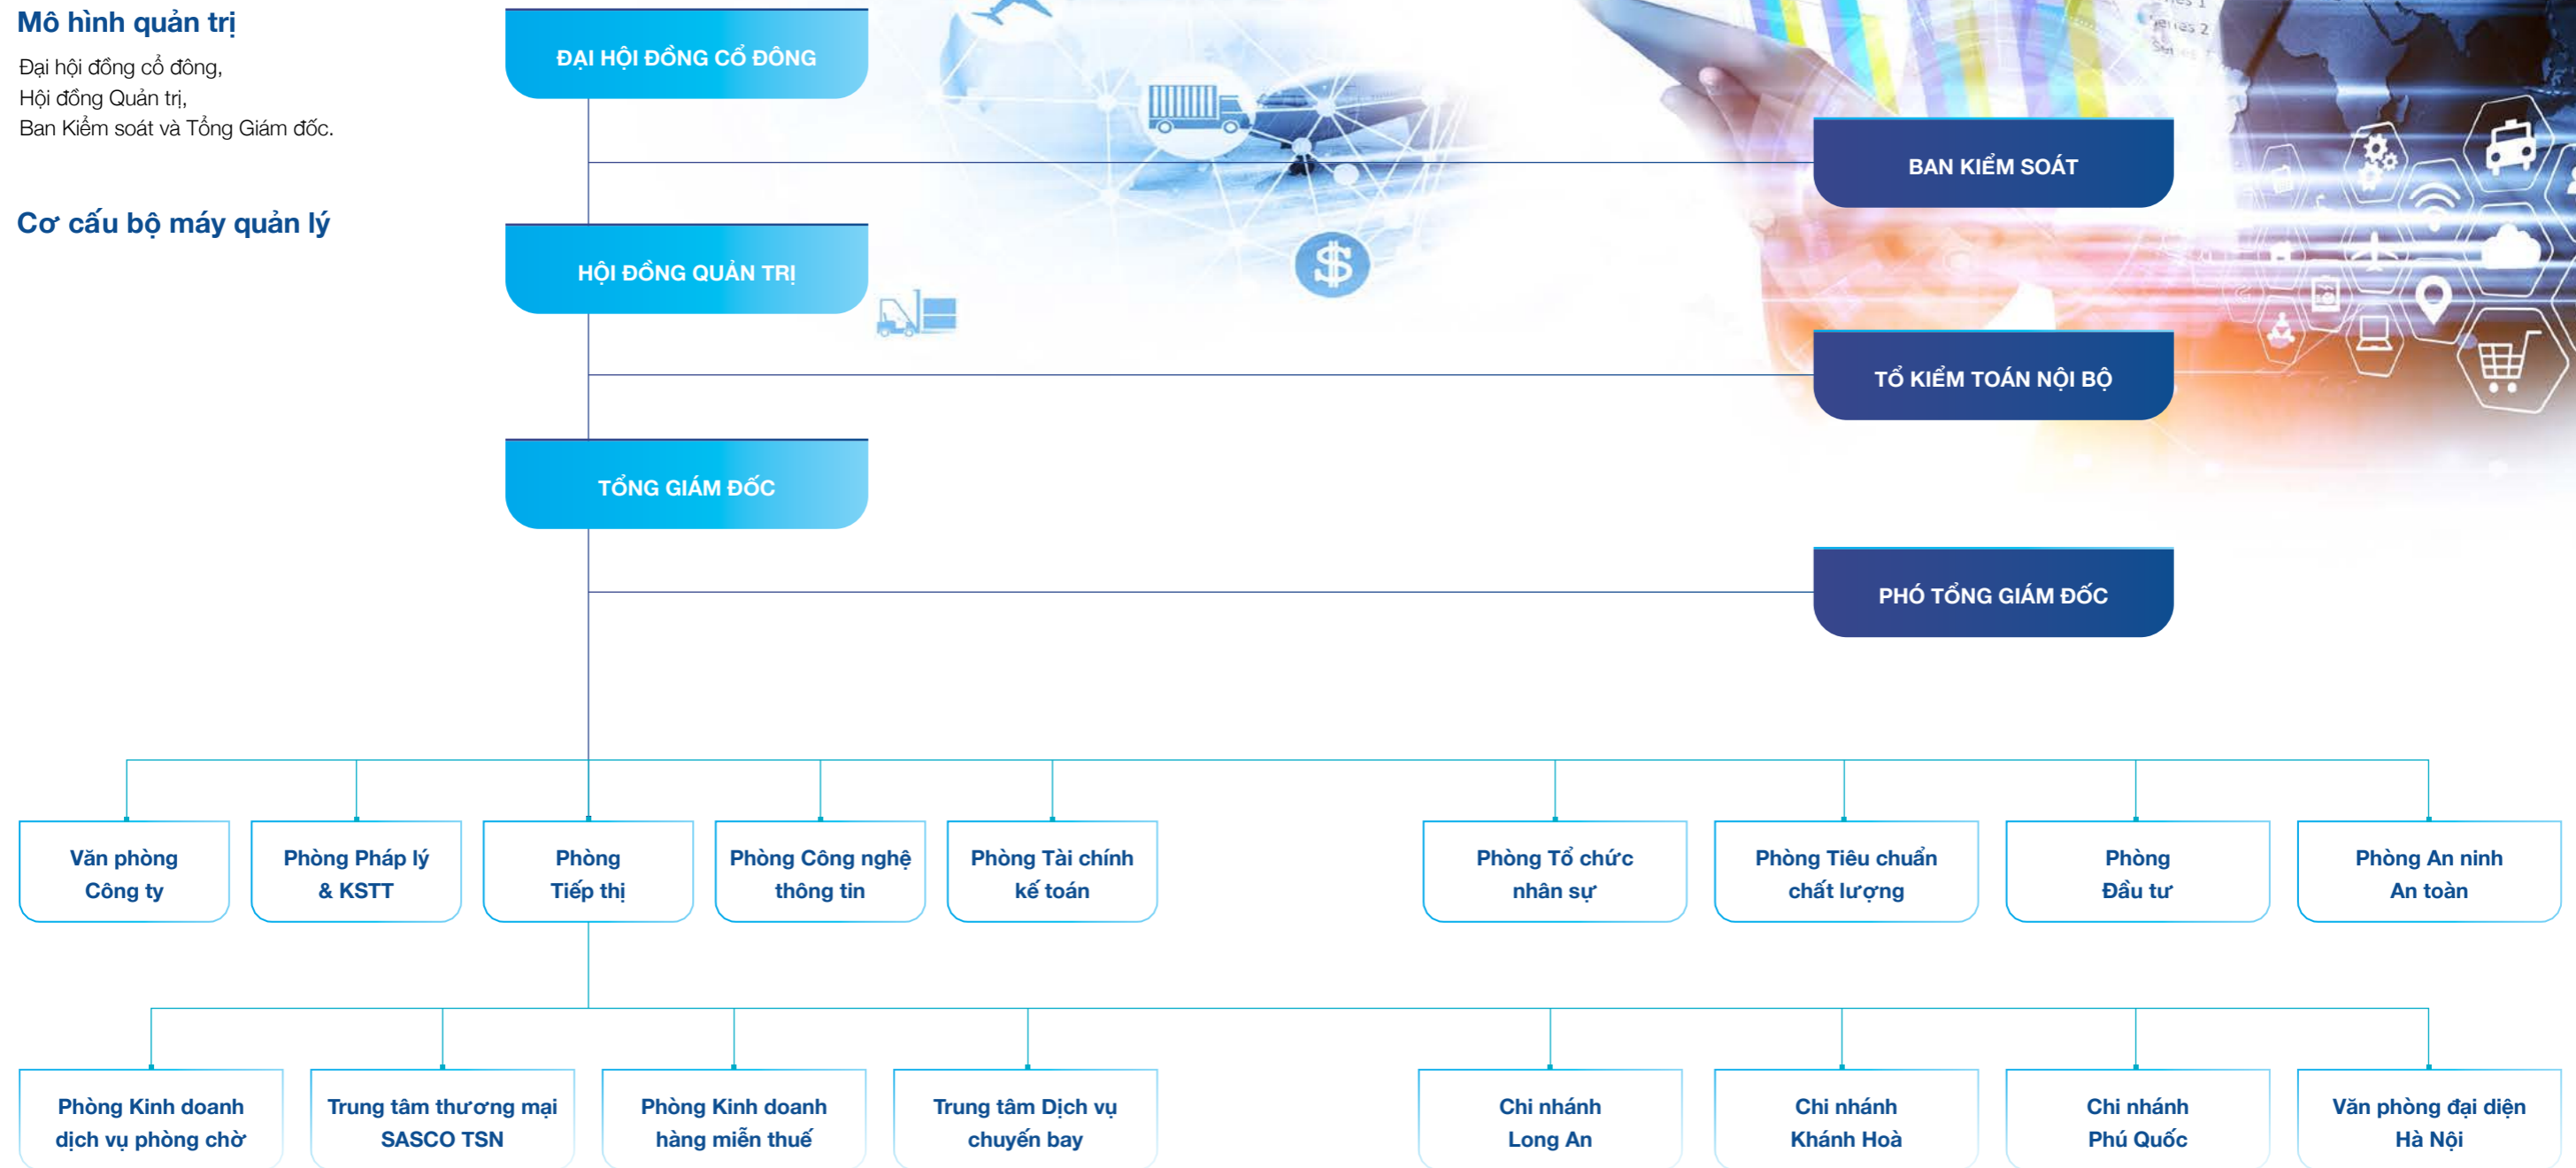 Mô hình quản trị
Đại hội đồng cổ đông,
Hội đồng Quản trị,
Ban Kiểm soát và Tổng Giám đốc.
Cơ cấu bộ máy quản lý
ĐẠI HỘI ĐỒNG CỔ ĐÔNG
BAN KIỂM SOÁT
HỘI ĐỒNG QUẢN TRỊ
TỔ KIỂM TOÁN NỘI BỘ
TỔNG GIÁM ĐỐC
PHÓ TỔNG GIÁM ĐỐC
Văn phòng
Công ty
Phòng Pháp lý
& KSTT
Phòng
Tiếp thị
Phòng Công nghệ
thông tin
Phòng Tài chính
kế toán
Phòng Tổ chức
nhân sự
Phòng Tiêu chuẩn
chất lượng
Phòng
Đầu tư
Phòng An ninh
An toàn
Phòng Kinh doanh
dịch vụ phòng chờ
Trung tâm thương mại
SASCO TSN
Phòng Kinh doanh
hàng miễn thuế
Trung tâm Dịch vụ
chuyến bay
Chi nhánh
Long An
Chi nhánh
Khánh Hoà
Chi nhánh
Phú Quốc
Văn phòng đại diện
Hà Nội